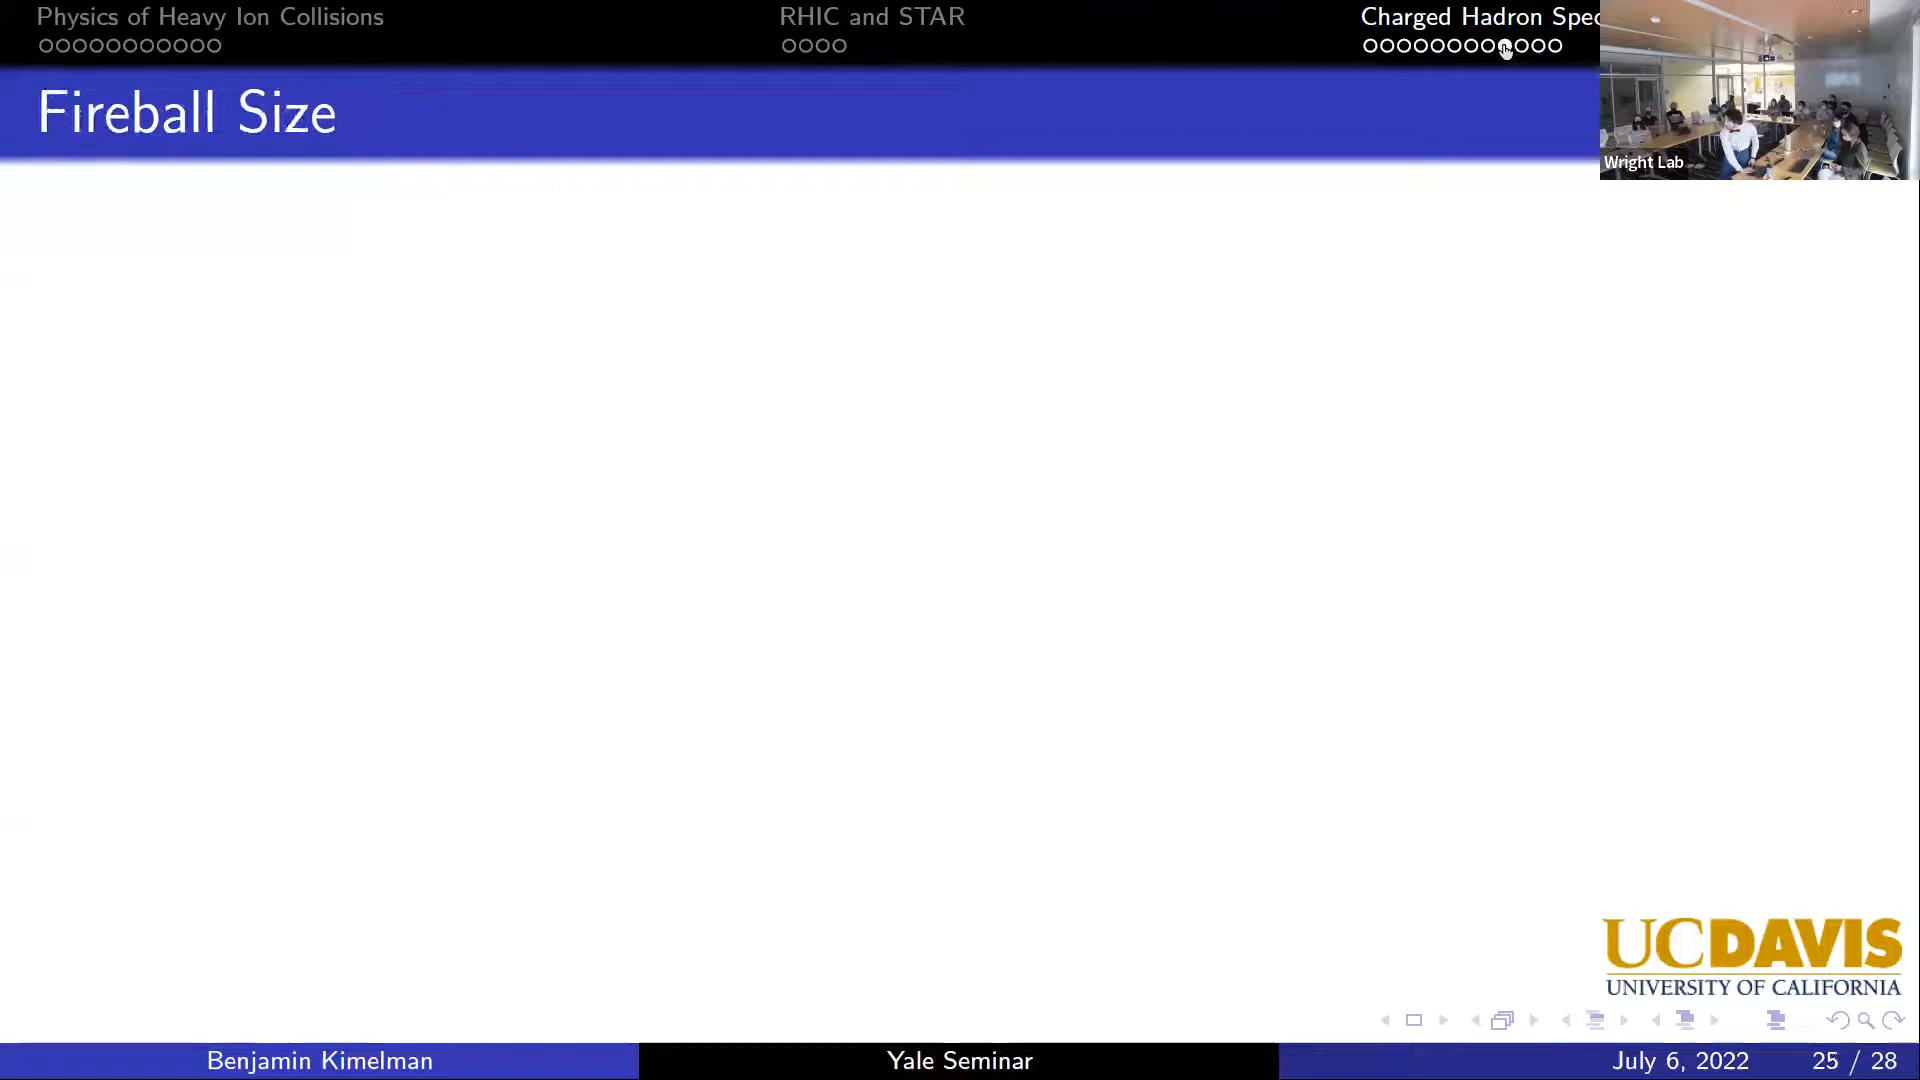 Physics of Heavy Ion Collisions
RHIC and STAR
Charged Hadron Spec
Fireball Size
Wright Lab
UCDAVIS
UNIVERSITY OF CALIFORNIA
Benjamin Kimelman
Yale Seminar
July 6, 2022
25 / 28